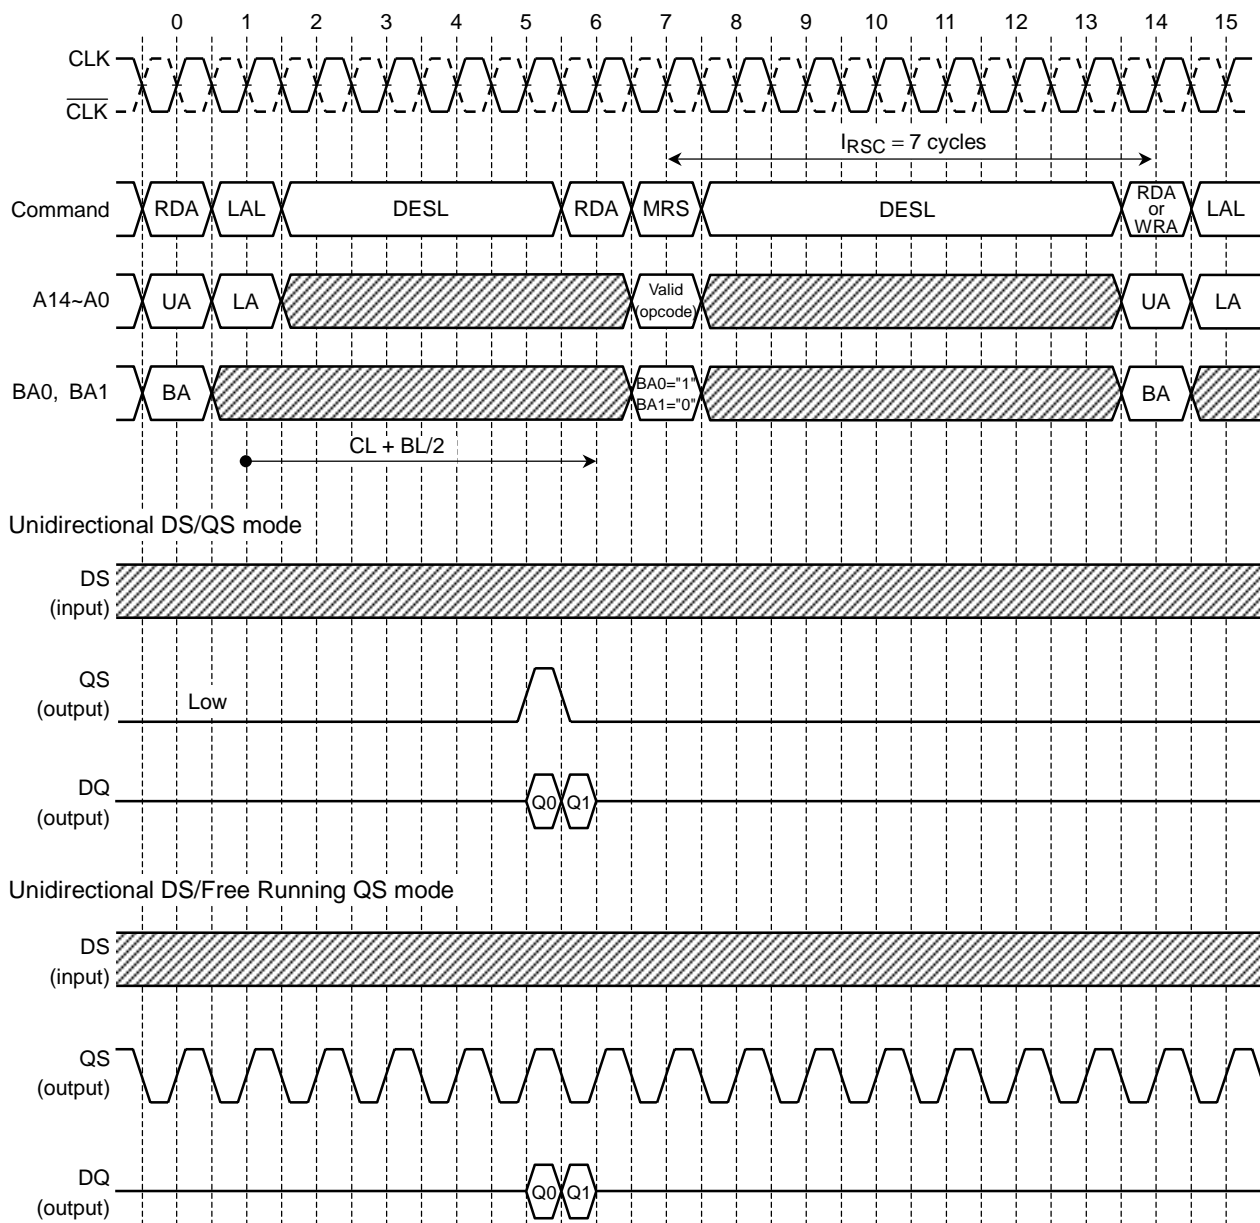 0 1 2 3 4 5 6 7 8 9 10 11 12 13 14 15
CLK
CLK
IRSC = 7 cycles
Command RDA LAL DESL RDA MRS DESL RDA or WRA LAL
A14~A0 UA LA Valid (opcode) UA LA
BA0, BA1 BA BA0="1" BA1="0" BA
CL + BL/2
Unidirectional DS/QS mode
DS
(input)
QS
(output)
Low
DQ
(output)
Q0 Q1
Unidirectional DS/Free Running QS mode
DS
(input)
QS
(output)
DQ
(output)
Q0 Q1